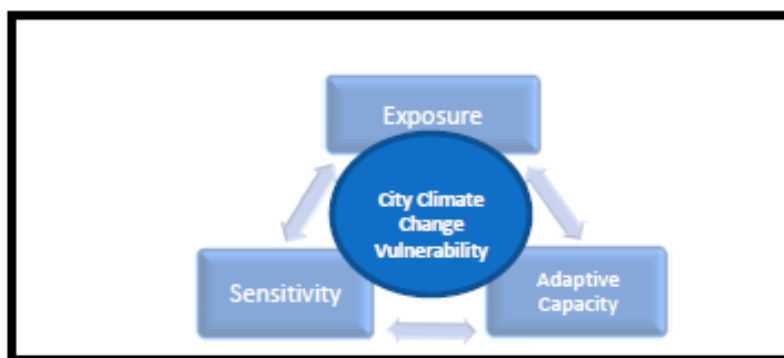 Exposure
City Climate
Change
Vulnerability
Sensitivity
Adaptive
Capacity